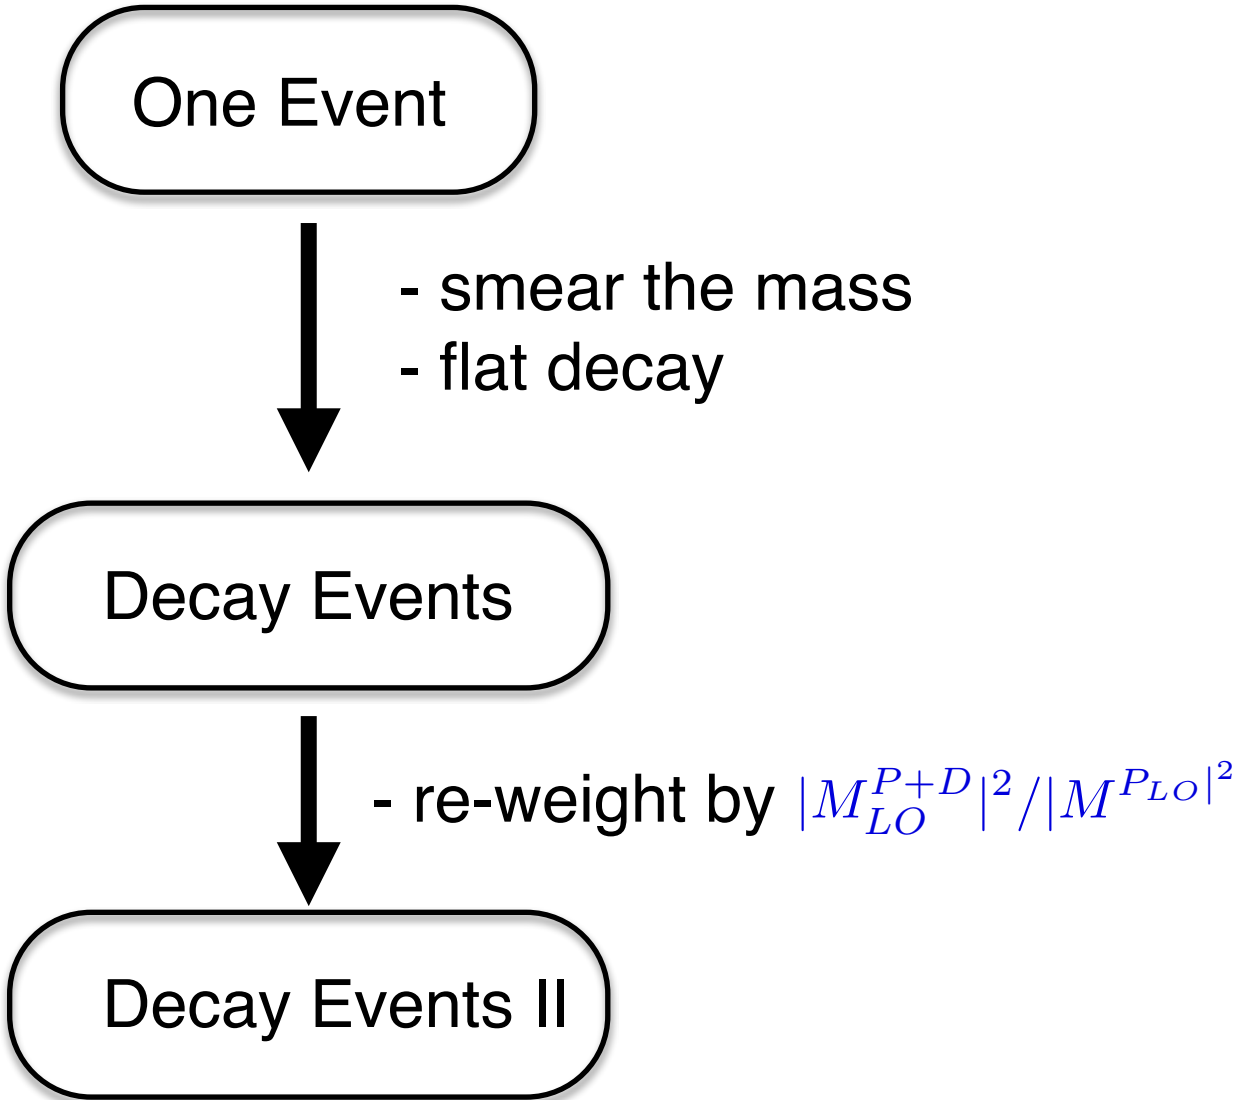 One Event
- smear the mass
- flat decay
Decay Events
- re-weight by $|M_{LO}^{P+D}|^2/|M^{P_{LO}|^2}$
Decay Events II